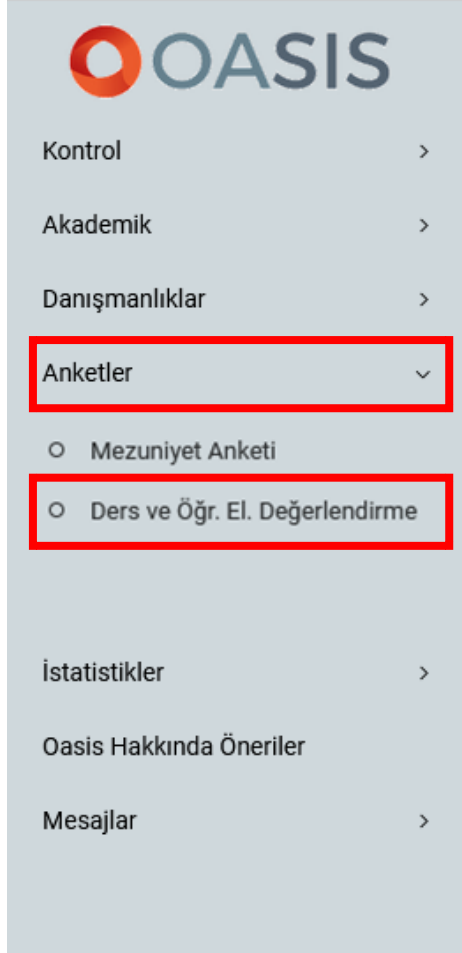 OASIS
Kontrol
Akademik
Danışmanlıklar
Anketler
Mezuniyet Anketi
Ders ve Öğr. El. Değerlendirme
İstatistikler
Oasis Hakkında Öneriler
Mesajlar